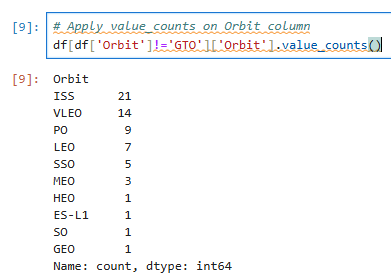 [9]: # Apply value_counts on Orbit column
df[df['Orbit']!='GTO']['Orbit'].value_counts()
[9]: Orbit
ISS 21
VLEO 14
PO 9
LEO 7
SSO 5
MEO 3
HEO 1
ES-L1 1
SO 1
GEO 1
Name: count, dtype: int64